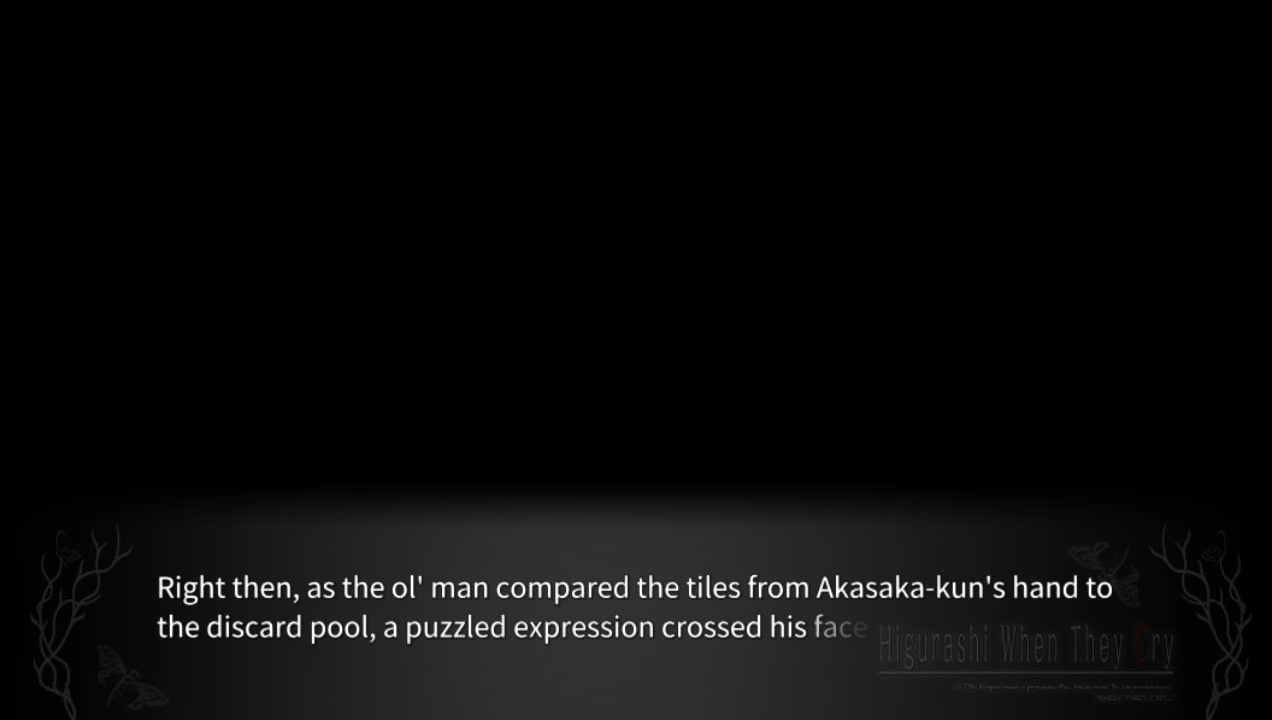 Right then, as the ol' man compared the tiles from Akasaka-kun's hand to
the discard pool, a puzzled expression crossed his face
Higurashi When They Cry